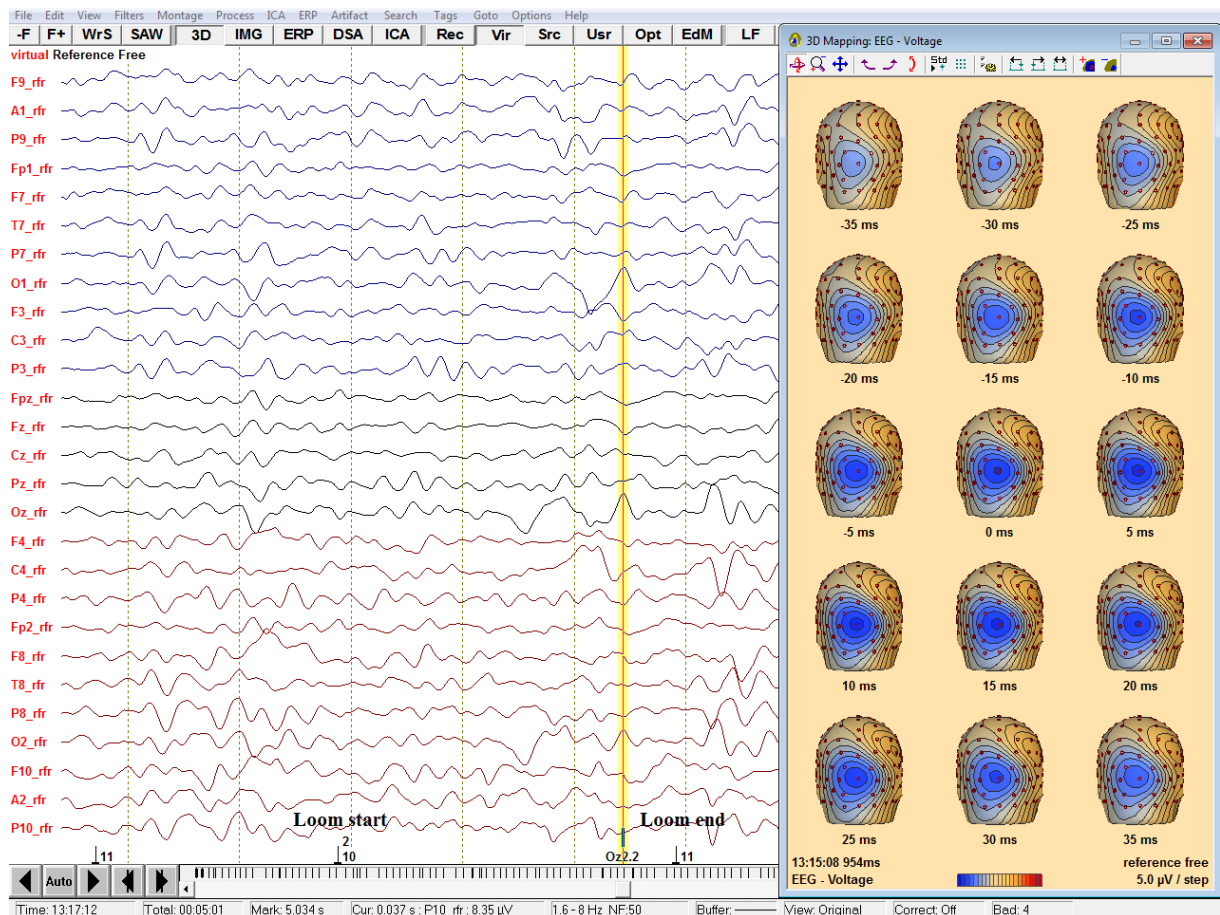 File Edit View Filters Montage Process ICA ERP Artifact Search Tags Goto Options Help
-F F+ WrS SAW 3D IMG ERP DSA ICA Rec Vir Src Usr Opt EdM LF
virtual Reference Free
F9_rfr
A1_rfr
P9_rfr
Fp1_rfr
F7_rfr
T7_rfr
P7_rfr
O1_rfr
F3_rfr
C3_rfr
P3_rfr
Fpz_rfr
Fz_rfr
Cz_rfr
Pz_rfr
Oz_rfr
F4_rfr
C4_rfr
P4_rfr
Fp2_rfr
F8_rfr
T8_rfr
P8_rfr
O2_rfr
F10_rfr
A2_rfr
P10_rfr
Loom start Loom end
2
11 10 Oz2.2 11
Auto
Time: 13:17:12 Total: 00:05:01 Mark: 5.034 s Cur: 0.037 s : P10_rfr : 8.35 µV 1.6 - 8 Hz NF:50 Buffer: View: Original Correct: Off Bad: 4
3D Mapping: EEG - Voltage
Std
-35 ms -30 ms -25 ms
-20 ms -15 ms -10 ms
-5 ms 0 ms 5 ms
10 ms 15 ms 20 ms
25 ms 30 ms 35 ms
13:15:08 954ms reference free
EEG - Voltage 5.0 µV / step